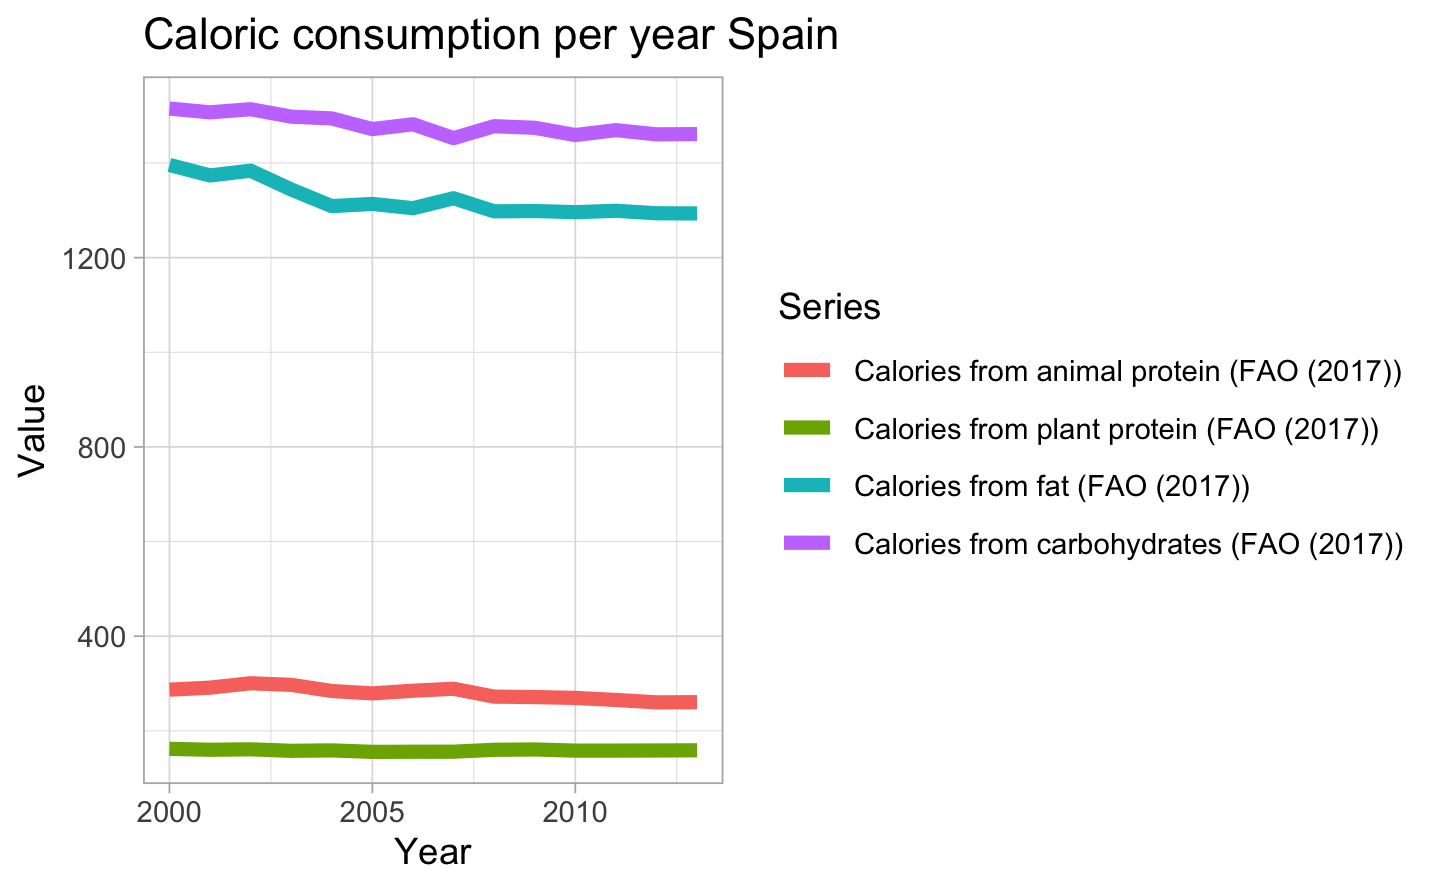 Caloric consumption per year Spain
1200
800
400
Value
2000 2005 2010
Year
Series
Calories from animal protein (FAO (2017))
Calories from plant protein (FAO (2017))
Calories from fat (FAO (2017))
Calories from carbohydrates (FAO (2017))